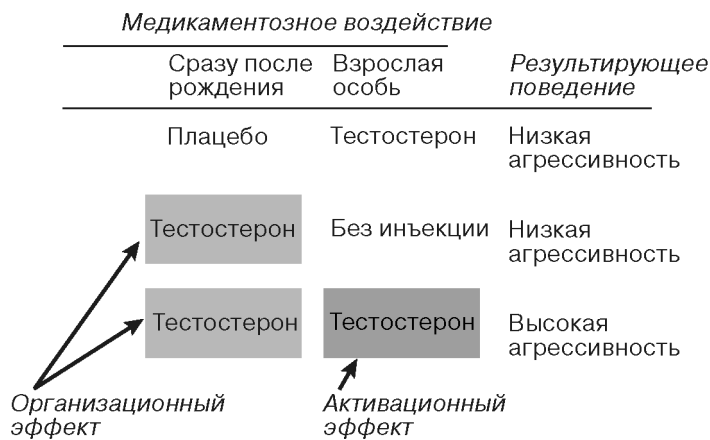 Медикаментозное воздействие
Сразу после Взрослая Результирующее
рождения особь поведение
Плацебо Тестостерон Низкая
агрессивность
Тестостерон Без инъекции Низкая
агрессивность
Тестостерон Тестостерон Высокая
агрессивность
Организационный Активационный
эффект эффект